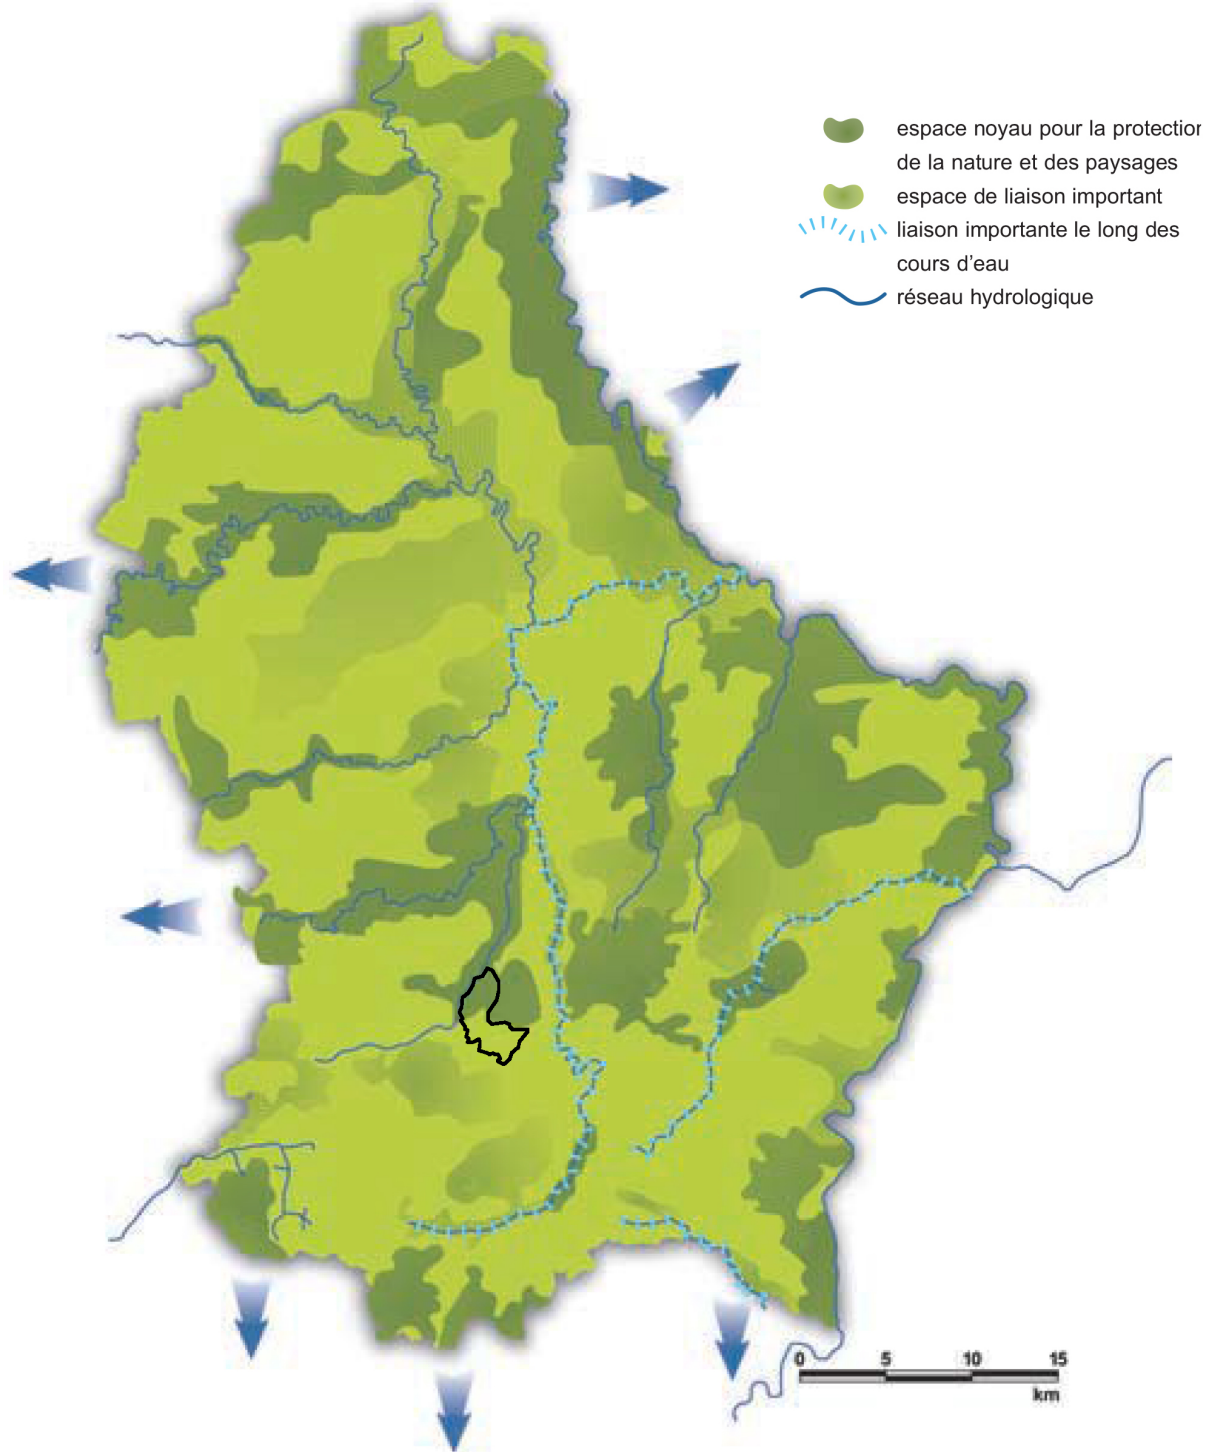 espace noyau pour la protection
de la nature et des paysages
espace de liaison important
liaison importante le long des
cours d'eau
réseau hydrologique
0 5 10 15
km